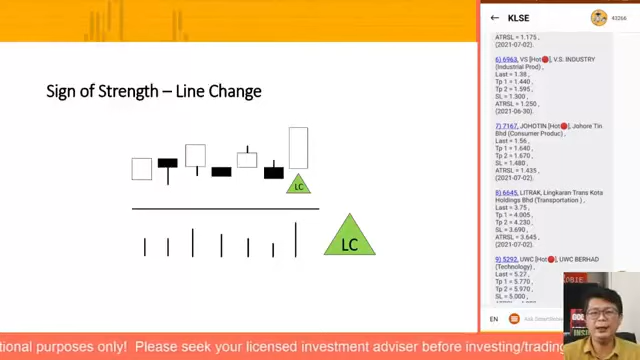 Sign of Strength – Line Change
LC
LC
KLSE
43266
ATRSL = 1.175 ,
(2021-07-02).
6) 6963, VS [Hot🔴], V.S. INDUSTRY
(Industrial Prod) ,
Last = 1.38 ,
Tp 1 = 1.440 ,
Tp 2 = 1.595 ,
SL = 1.300 ,
ATRSL = 1.250 ,
(2021-06-30).
7) 7167, JOHOTIN [Hot🔴], Johore Tin
Bhd (Consumer Produc) ,
Last = 1.56 ,
Tp 1 = 1.640 ,
Tp 2 = 1.670 ,
SL = 1.480 ,
ATRSL = 1.435 ,
(2021-07-02).
8) 6645, LITRAK, Lingkaran Trans Kota
Holdings Bhd (Transportation ) ,
Last = 3.75 ,
Tp 1 = 4.005 ,
Tp 2 = 4.230 ,
SL = 3.690 ,
ATRSL = 3.645 ,
(2021-07-02).
9) 5292, UWC [Hot🔴], UWC BERHAD
(Technology) ,
Last = 5.27 ,
Tp 1 = 5.770 ,
Tp 2 = 5.970 ,
SL = 5.000 ,
EN
tional purposes only! Please seek your licensed investment adviser before investing/trading